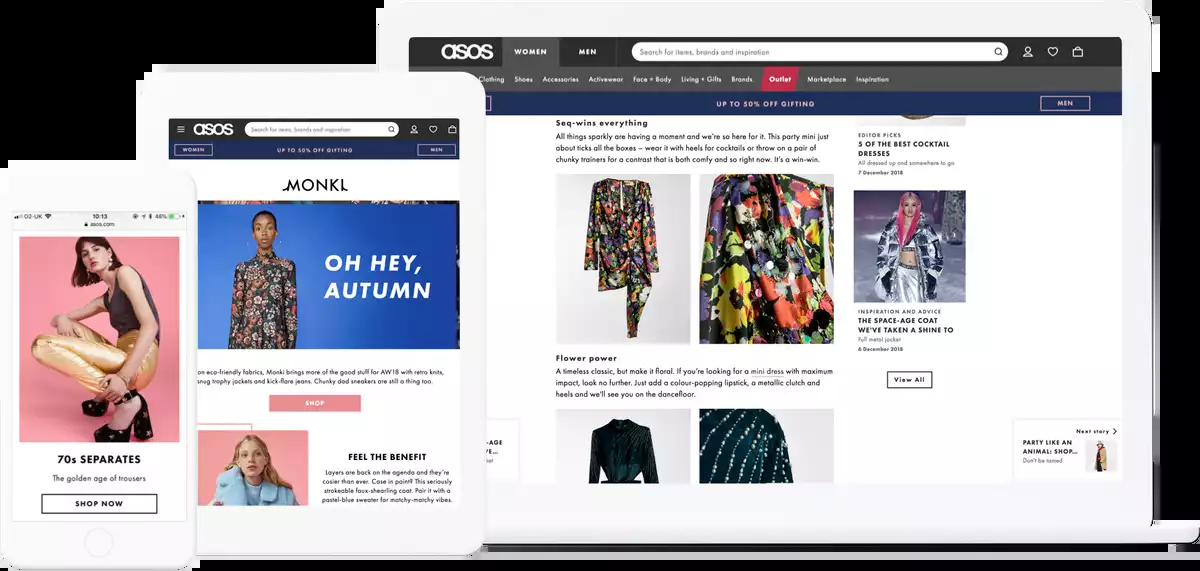 O2-UK
10:13
46%
asos.com
70s SEPARATES
The golden age of trousers
SHOP NOW
asos
Search for items, brands and inspiration
WOMEN
UP TO 50% OFF GIFTING
MEN
MONKI
OH HEY,
AUTUMN
on eco-friendly fabrics, Monki brings more of the good stuff for AW18 with retro knits,
snug trophy jackets and kick-flare jeans. Chunky dad sneakers are still a thing too.
SHOP
FEEL THE BENEFIT
Layers are back on the agenda and they're
cosier than ever. Case in point? This seriously
strokeable faux-shearling coat. Pair it with a
pastel-blue sweater for matchy-matchy vibes.
asos
WOMEN
MEN
Search for items, brands and inspiration
Clothing Shoes Accessories Activewear Face + Body Living + Gifts Brands Outlet Marketplace Inspiration
UP TO 50% OFF GIFTING
MEN
Seq-wins everything
All things sparkly are having a moment and we're so here for it. This party mini just
about ticks all the boxes – wear it with heels for cocktails or throw on a pair of
chunky trainers for a contrast that is both comfy and so right now. It's a win-win.
Flower power
A timeless classic, but make it floral. If you're looking for a mini dress with maximum
impact, look no further. Just add a colour-popping lipstick, a metallic clutch and
heels and we'll see you on the dancefloor.
EDITOR PICKS
5 OF THE BEST COCKTAIL
DRESSES
All dressed up and somewhere to go
7 December 2018
INSPIRATION AND ADVICE
THE SPACE-AGE COAT
WE'VE TAKEN A SHINE TO
Full metal jacket
6 December 2018
View All
-AGE
VE...
ket
Next story
PARTY LIKE AN
ANIMAL: SHOP...
Don't be tamed